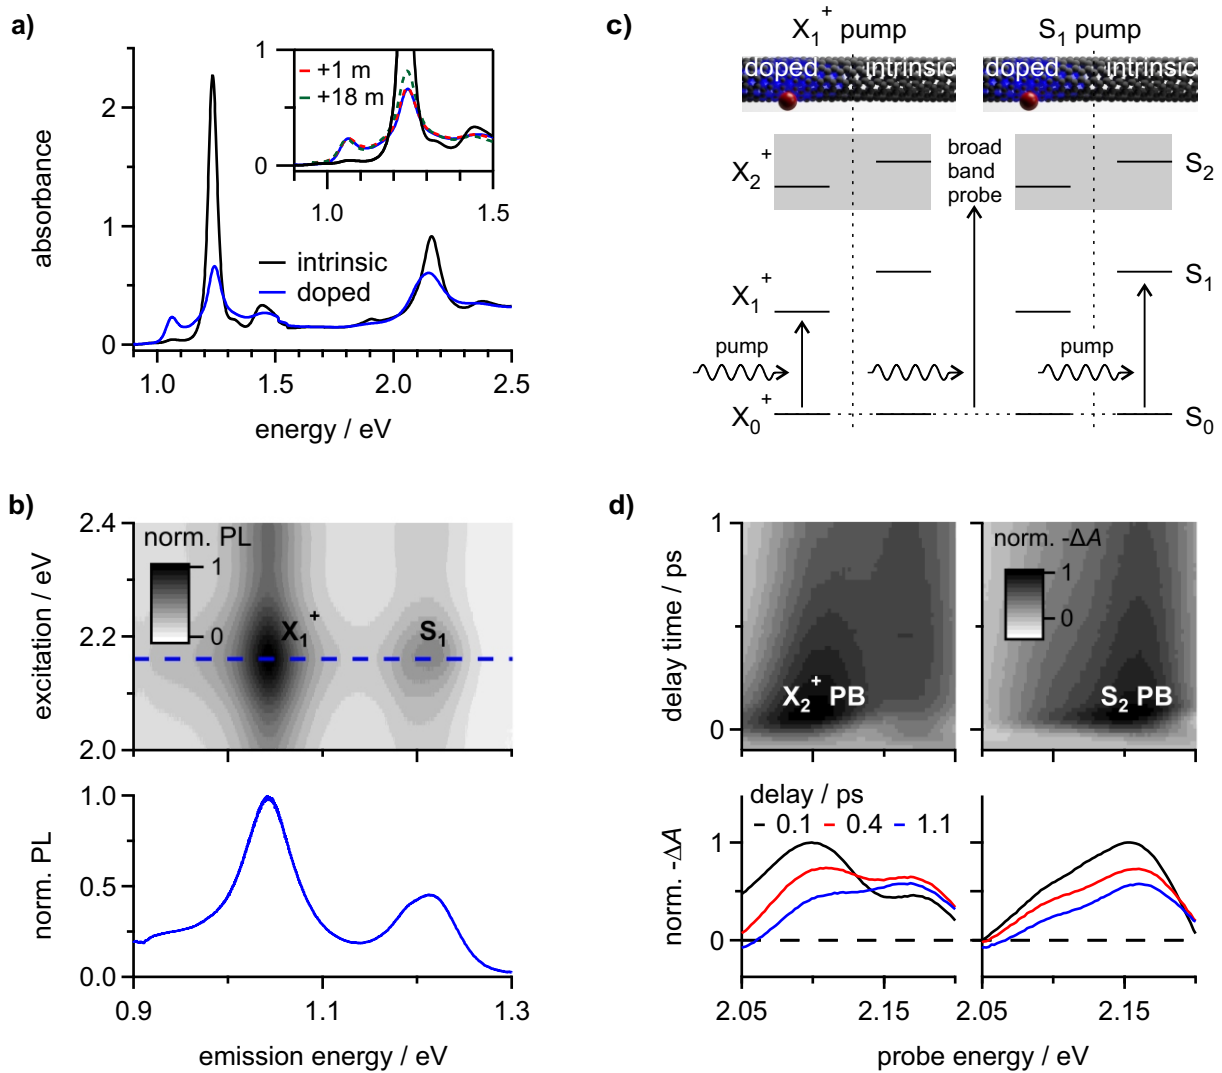 a)
absorbance
2
1
0
1.0
1.5
2.0
2.5
energy / eV
intrinsic
doped
1
0
+1 m
+18 m
1.0
1.5
b)
excitation / eV
2.4
2.2
2.0
norm. PL
1
0
X₁⁺
S₁
norm. PL
1.0
0.5
0.0
0.9
1.0
1.1
1.3
emission energy / eV
c)
X₁⁺ pump
S₁ pump
doped
intrinsic
doped
intrinsic
X₂⁺
broad
band
probe
S₂
X₁⁺
S₁
pump
pump
X₀⁺
S₀
d)
delay time / ps
1
0
X₂⁺ PB
norm. -ΔA
1
0
S₂ PB
norm. -ΔA
1
0
delay / ps
0.1
0.4
1.1
2.05
2.15
2.05
2.15
probe energy / eV